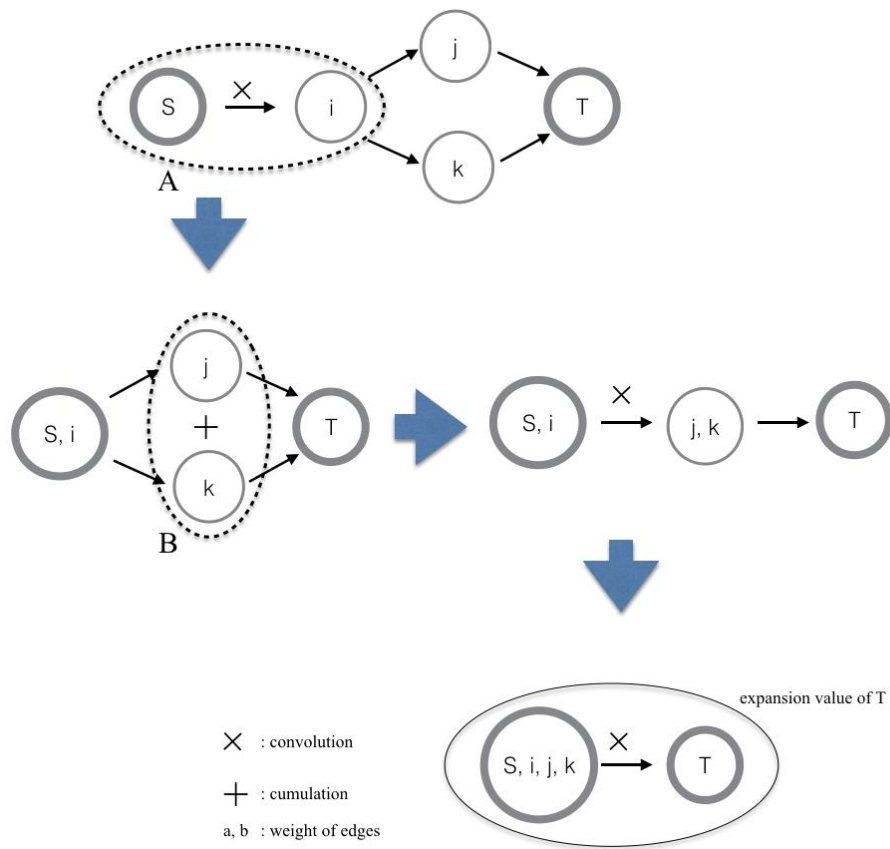 j
S × i T
k
A
j
S, i + T
k
B
S, i × j, k T
expansion value of T
S, i, j, k × T
× : convolution
+ : cumulation
a, b : weight of edges